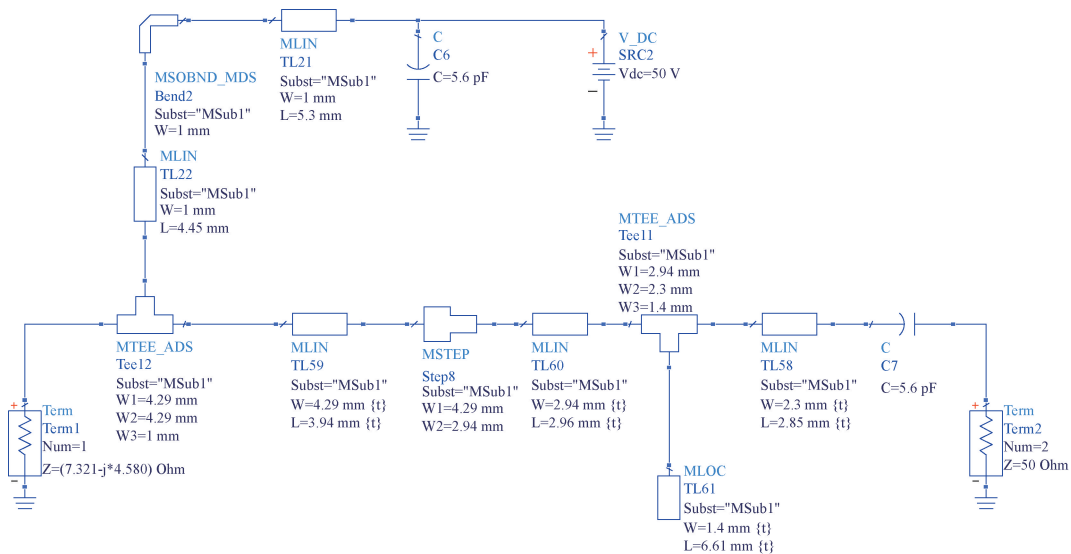 MSOBND_MDS
Bend2
Subst="MSub1"
W=1 mm
MLIN
TL21
Subst="MSub1"
W=1 mm
L=5.3 mm
C
C6
C=5.6 pF
+
V_DC
SRC2
Vdc=50 V
−
MLIN
TL22
Subst="MSub1"
W=1 mm
L=4.45 mm
MTEE_ADS
Tee12
Subst="MSub1"
W1=4.29 mm
W2=4.29 mm
W3=1 mm
MLIN
TL59
Subst="MSub1"
W=4.29 mm {t}
L=3.94 mm {t}
MSTEP
Step8
Subst="MSub1"
W1=4.29 mm
W2=2.94 mm
MLIN
TL60
Subst="MSub1"
W=2.94 mm {t}
L=2.96 mm {t}
MTEE_ADS
Tee11
Subst="MSub1"
W1=2.94 mm
W2=2.3 mm
W3=1.4 mm
MLIN
TL58
Subst="MSub1"
W=2.3 mm {t}
L=2.85 mm {t}
C
C7
C=5.6 pF
+
Term
Term1
Num=1
Z=(7.321-j*4.580) Ohm
−
MLOC
TL61
Subst="MSub1"
W=1.4 mm {t}
L=6.61 mm {t}
+
Term
Term2
Num=2
Z=50 Ohm
−